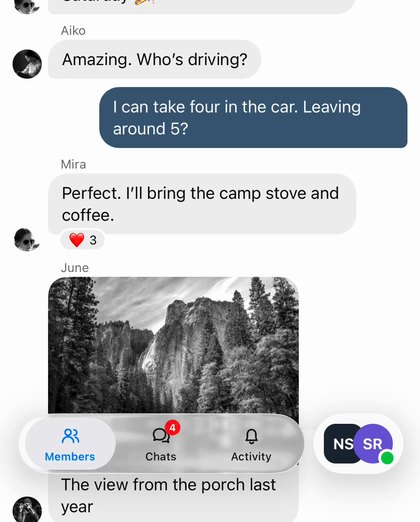 Saturday 🎉
Aiko
Amazing. Who’s driving?
I can take four in the car. Leaving
around 5?
Mira
Perfect. I’ll bring the camp stove and
coffee.
❤️ 3
June
4
Members
Chats
Activity
NS
SR
The view from the porch last
year